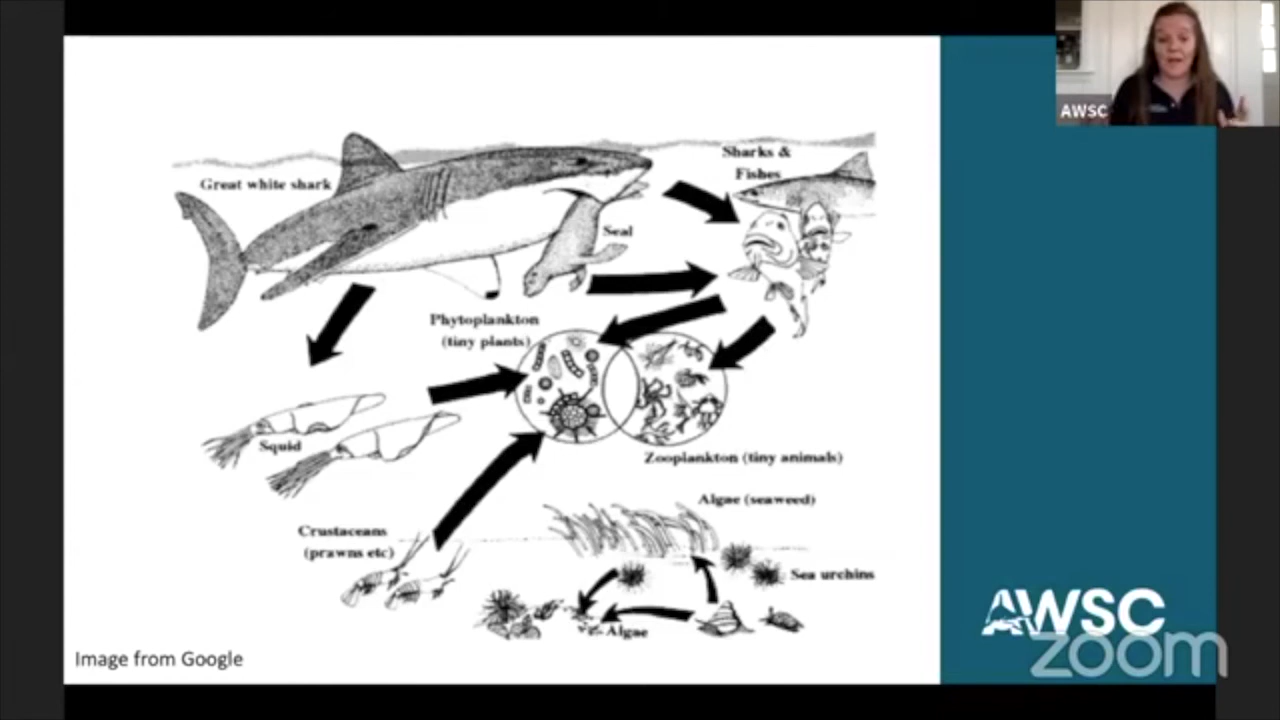 AWSC
Great white shark
Sharks &
Fishes
Seal
Phytoplankton
(tiny plants)
Squid
Zooplankton (tiny animals)
Algae (seaweed)
Crustaceans
(prawns etc)
Sea urchins
Algae
Image from Google
AWSC
zoom